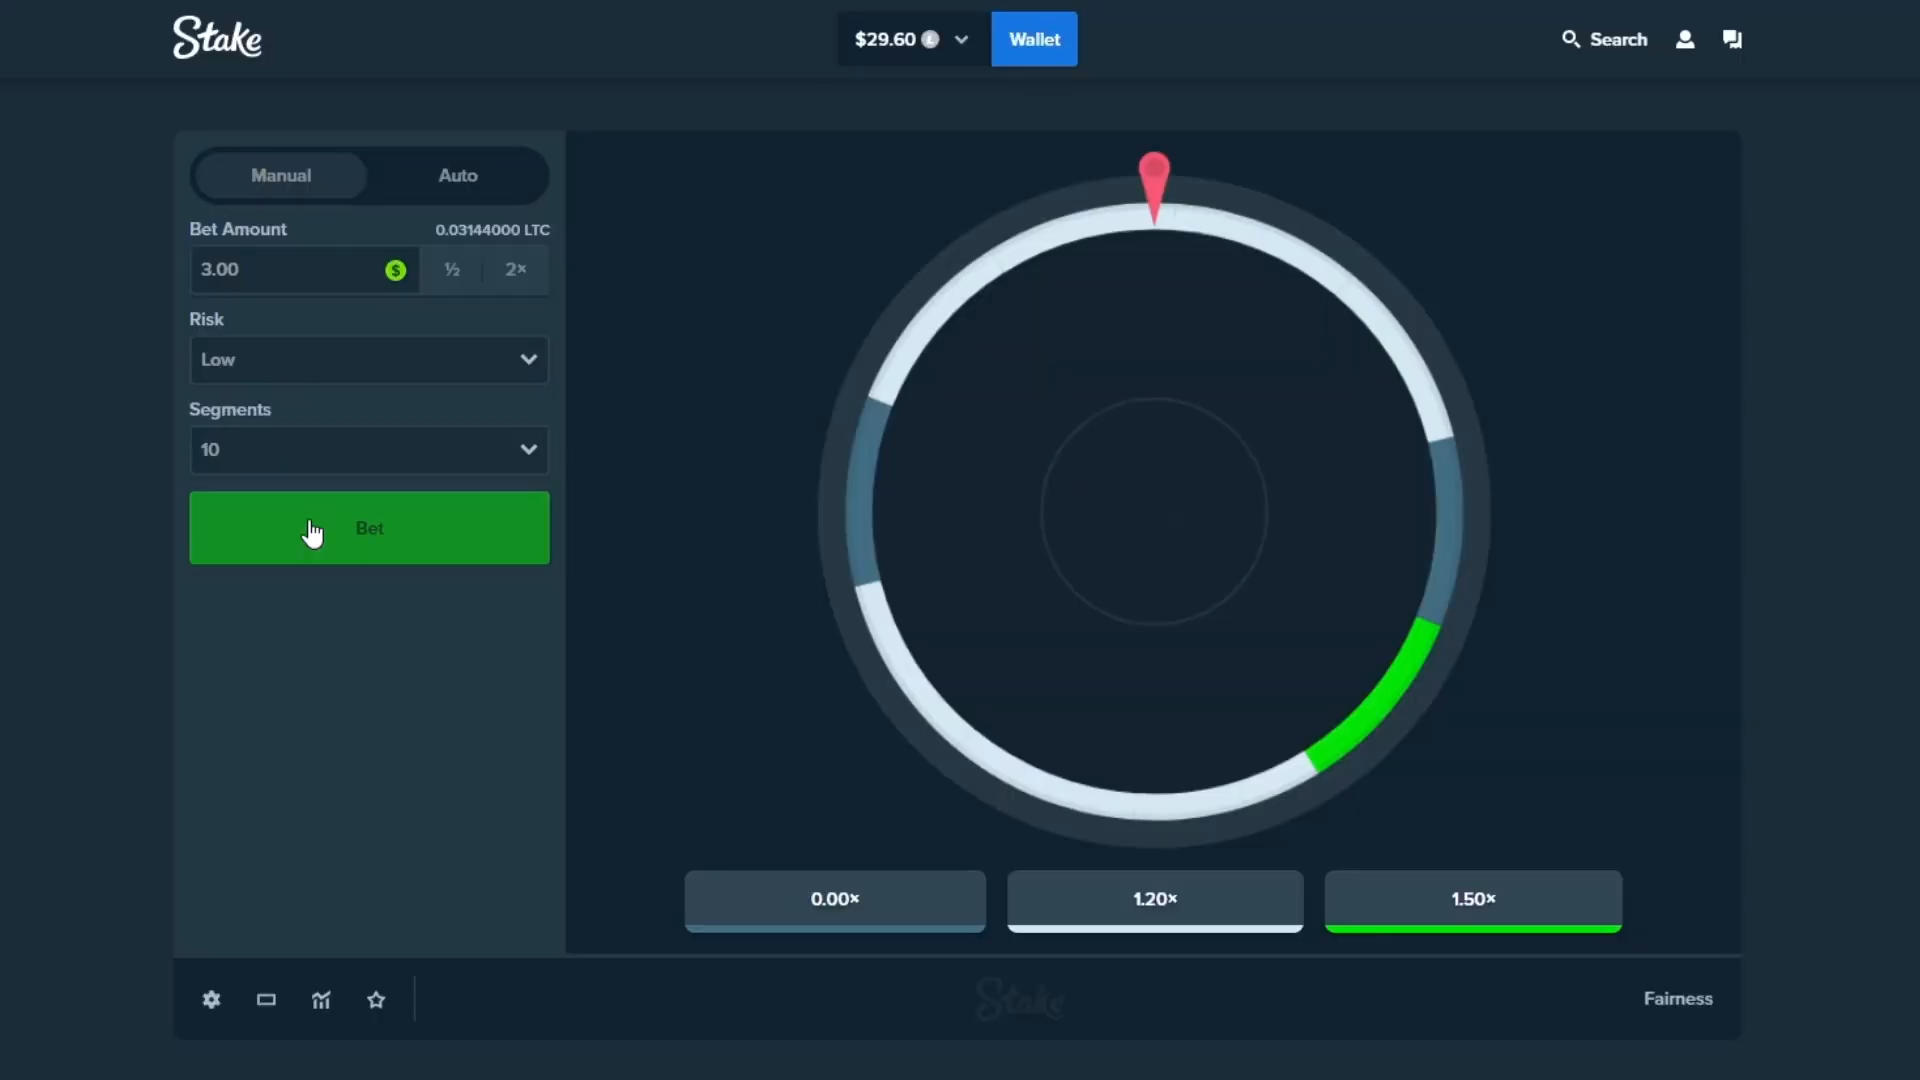 Stake
$29.60
Wallet
Search
Manual
Auto
Bet Amount
0.03144000 LTC
3.00
$
½
2×
Risk
Low
Segments
10
Bet
0.00×
1.20×
1.50×
Stake
Fairness